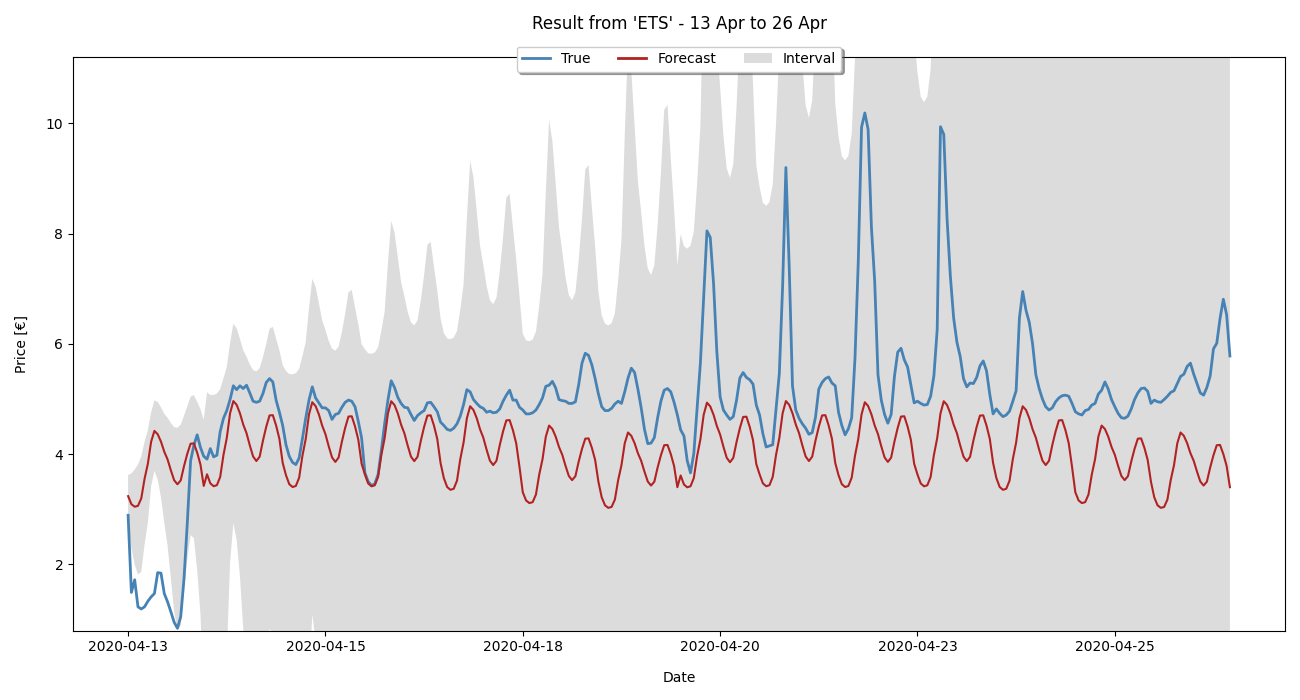 Result from 'ETS' - 13 Apr to 26 Apr
True Forecast Interval
Price [€]
10
8
6
4
2
2020-04-13 2020-04-15 2020-04-18 2020-04-20 2020-04-23 2020-04-25
Date